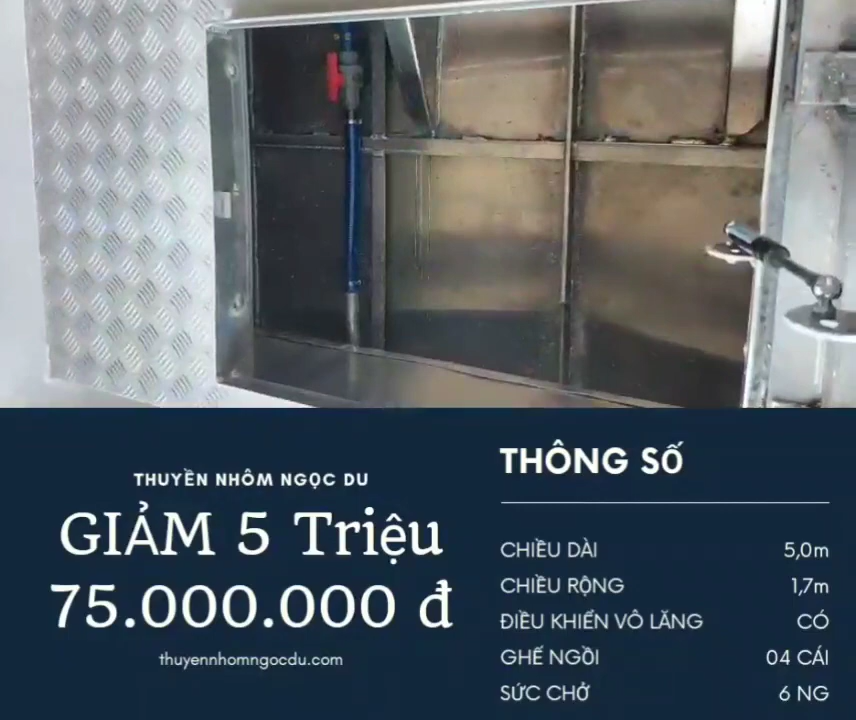 THUYỀN NHÔM NGỌC DU
GIẢM 5 Triệu
75.000.000 đ
thuyennhomngocdu.com
THÔNG SỐ
CHIỀU DÀI 5,0m
CHIỀU RỘNG 1,7m
ĐIỀU KHIỂN VÔ LĂNG CÓ
GHẾ NGỒI 04 CÁI
SỨC CHỞ 6 NG